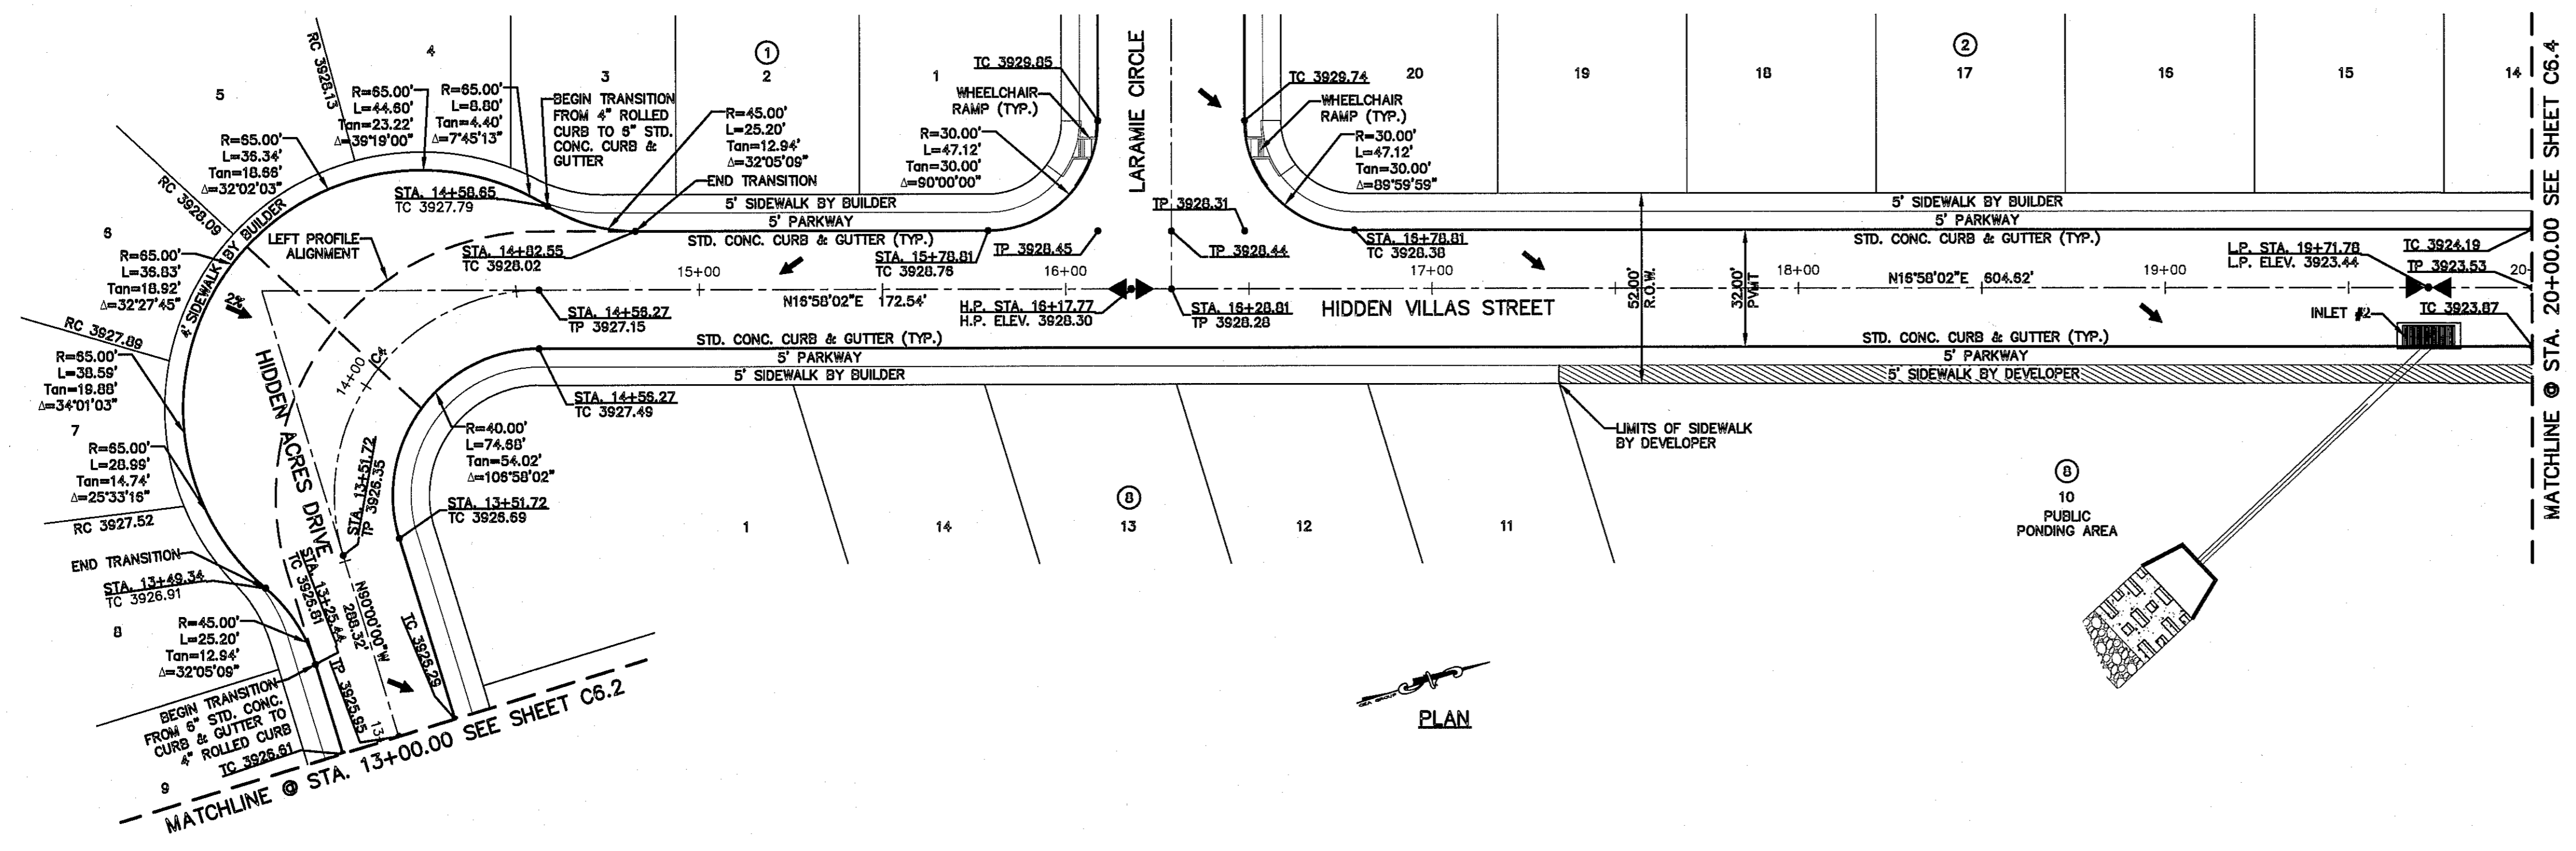 RC 3928.13
4
3
1
2
1
TC 3929.85
LARAMIE CIRCLE
TC 3929.74
20
19
18
2
17
16
15
14
MATCHLINE @ STA. 20+00.00 SEE SHEET C6.4
5
R=65.00'
L=44.60'
Tan=23.22'
Δ=39°19'00"
R=65.00'
L=8.80'
Tan=4.40'
Δ=7°45'13"
BEGIN TRANSITION
FROM 4" ROLLED
CURB TO 6" STD.
CONC. CURB &
GUTTER
R=45.00'
L=25.20'
Tan=12.94'
Δ=32°05'09"
END TRANSITION
WHEELCHAIR
RAMP (TYP.)
R=30.00'
L=47.12'
Tan=30.00'
Δ=90°00'00"
WHEELCHAIR
RAMP (TYP.)
R=30.00'
L=47.12'
Tan=30.00'
Δ=89°59'59"
R=65.00'
L=36.34'
Tan=18.66'
Δ=32°02'03"
STA. 14+58.65
TC 3927.79
RC 3928.09
4' SIDEWALK BY BUILDER
LEFT PROFILE
ALIGNMENT
5' SIDEWALK BY BUILDER
5' PARKWAY
STD. CONC. CURB & GUTTER (TYP.)
STA. 14+82.55
TC 3928.02
STA. 15+78.81
TC 3928.76
TP 3928.31
TP 3928.45
TP 3928.44
STA. 16+78.81
TC 3928.38
5' SIDEWALK BY BUILDER
5' PARKWAY
STD. CONC. CURB & GUTTER (TYP.)
L.P. STA. 19+71.78
L.P. ELEV. 3923.44
TC 3924.19
TP 3923.53
6
R=65.00'
L=36.83'
Tan=18.92'
Δ=32°27'45"
2%
15+00
16+00
17+00
18+00
19+00
20-
N16°58'02"E 172.54'
N16°58'02"E 604.62'
STA. 14+56.27
TP 3927.15
H.P. STA. 16+17.77
H.P. ELEV. 3928.30
STA. 16+28.81
TP 3928.28
HIDDEN VILLAS STREET
52.00'
R.O.W.
32.00'
PVMT
INLET #2
TC 3923.87
RC 3927.89
R=65.00'
L=38.59'
Tan=19.88'
Δ=34°01'03"
HIDDEN ACRES DRIVE
14+00
STD. CONC. CURB & GUTTER (TYP.)
5' PARKWAY
5' SIDEWALK BY BUILDER
STD. CONC. CURB & GUTTER (TYP.)
5' PARKWAY
5' SIDEWALK BY DEVELOPER
STA. 14+56.27
TC 3927.49
7
R=65.00'
L=28.99'
Tan=14.74'
Δ=25°33'16"
R=40.00'
L=74.68'
Tan=54.02'
Δ=106°58'02"
STA. 13+51.72
TP 3926.35
STA. 13+51.72
TC 3926.69
LIMITS OF SIDEWALK
BY DEVELOPER
8
1
14
13
12
11
8
10
PUBLIC
PONDING AREA
RC 3927.52
END TRANSITION
STA. 13+49.34
TC 3926.91
STA. 13+25.44
TC 3926.81
N90°00'00"W
288.32'
TC 3926.29
8
R=45.00'
L=25.20'
Tan=12.94'
Δ=32°05'09"
BEGIN TRANSITION
FROM 6" STD. CONC.
CURB & GUTTER TO
4" ROLLED CURB
TC 3926.61
TP 3925.95
13+
9
MATCHLINE @ STA. 13+00.00 SEE SHEET C6.2
CEA GROUP
PLAN